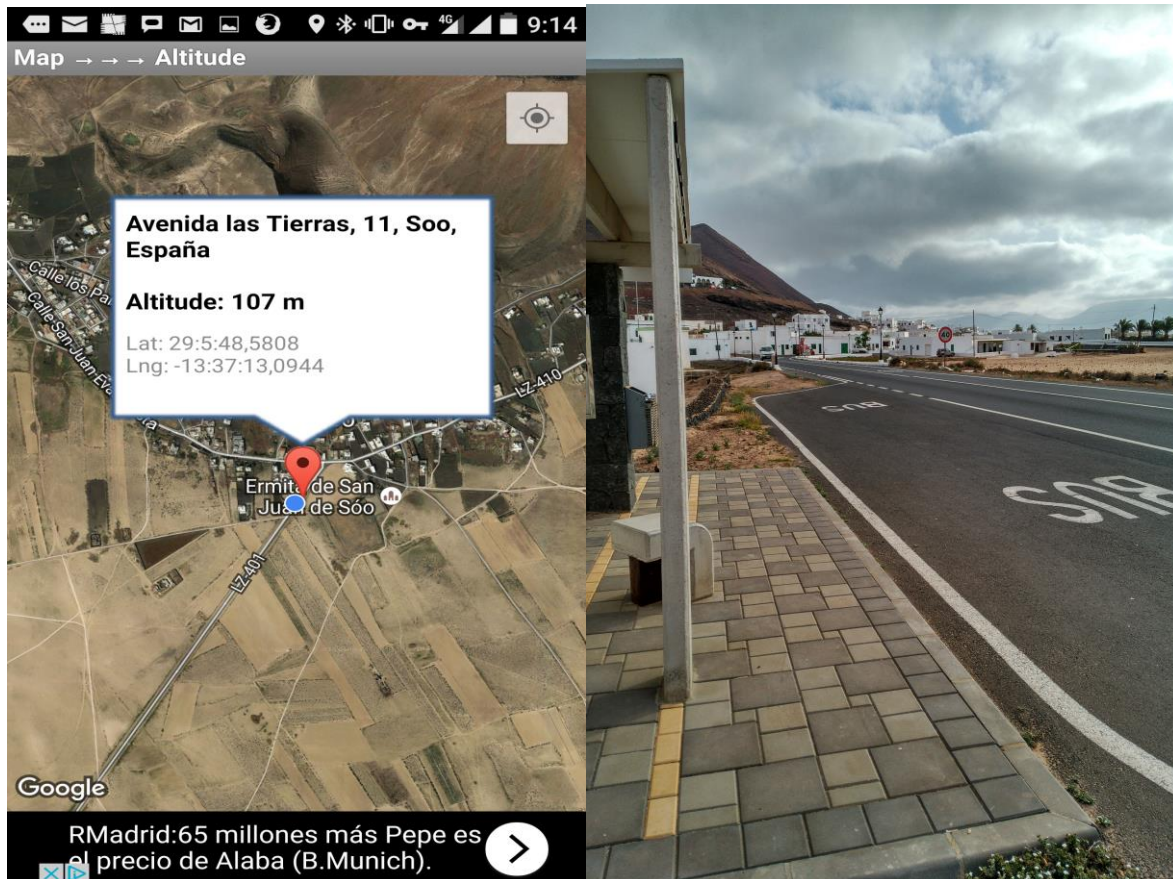 4G 9:14
Map →→→ Altitude
Avenida las Tierras, 11, Soo,
España
Altitude: 107 m
Lat: 29:5:48,5808
Lng: -13:37:13,0944
Calle los
Calle San Juan
LZ-410
Ermita de San
Juan de Sóo
LZ-401
Google
RMadrid:65 millones más Pepe es
el precio de Alaba (B.Munich).
40
BUS
BUS